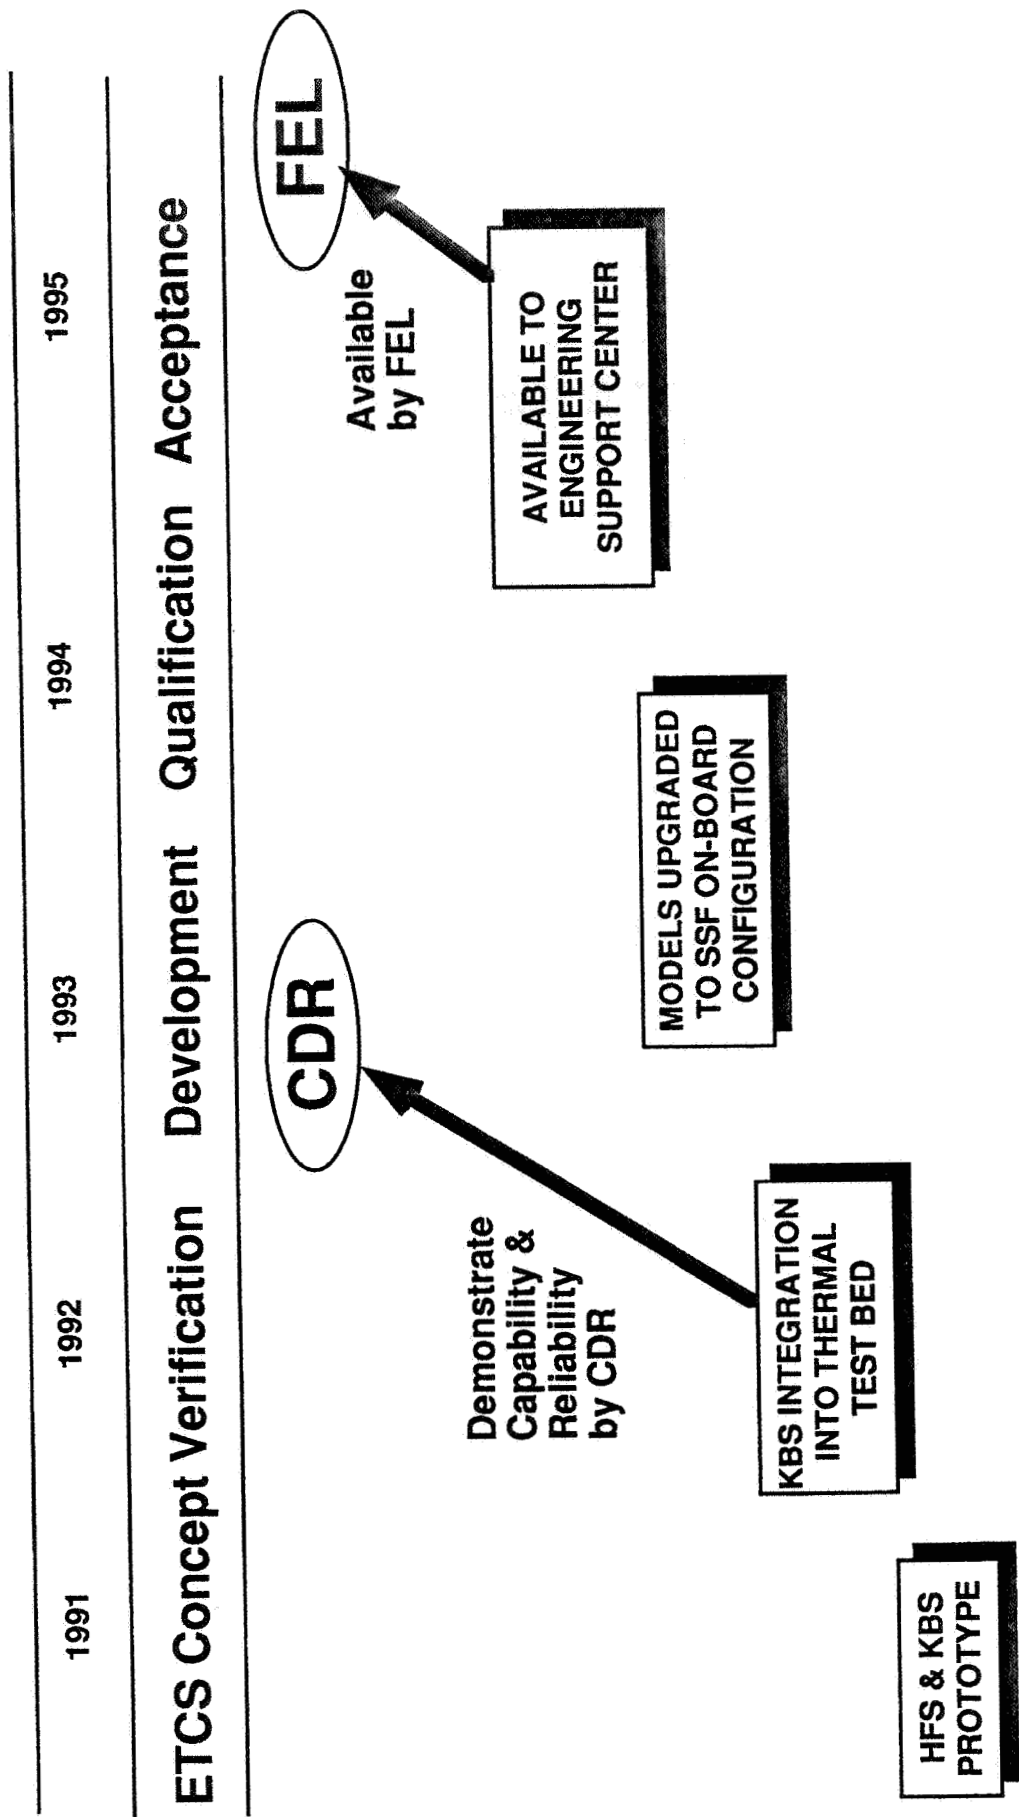 1991 1992 1993 1994 1995
ETCS Concept Verification Development Qualification Acceptance
CDR
FEL
Demonstrate
Capability &
Reliability
by CDR
Available
by FEL
HFS & KBS
PROTOTYPE
KBS INTEGRATION
INTO THERMAL
TEST BED
MODELS UPGRADED
TO SSF ON-BOARD
CONFIGURATION
AVAILABLE TO
ENGINEERING
SUPPORT CENTER